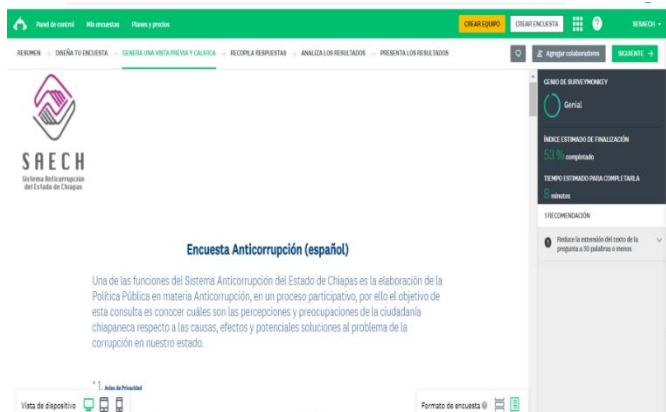 Panel de control Mis encuestas Planes y precios CREAR EQUIPO CREAR ENCUESTA ? SESAECH
RESUMEN → DISEÑA TU ENCUESTA → GENERA UNA VISTA PREVIA Y CALIFICA → RECOPILA RESPUESTAS → ANALIZA LOS RESULTADOS → PRESENTA LOS RESULTADOS Agregar colaboradores SIGUIENTE →
GENIO DE SURVEYMONKEY
Genial
ÍNDICE ESTIMADO DE FINALIZACIÓN
53 % completado
TIEMPO ESTIMADO PARA COMPLETARLA
8 minutos
1 RECOMENDACIÓN
Reduce la extensión del texto de la
pregunta a 50 palabras o menos
SAECH
Sistema Anticorrupción
del Estado de Chiapas
Encuesta Anticorrupción (español)
Una de las funciones del Sistema Anticorrupción del Estado de Chiapas es la elaboración de la
Política Pública en materia Anticorrupción, en un proceso participativo, por ello el objetivo de
esta consulta es conocer cuáles son las percepciones y preocupaciones de la ciudadanía
chiapaneca respecto a las causas, efectos y potenciales soluciones al problema de la
corrupción en nuestro estado.
* 1. Aviso de Privacidad
Vista de dispositivo Formato de encuesta